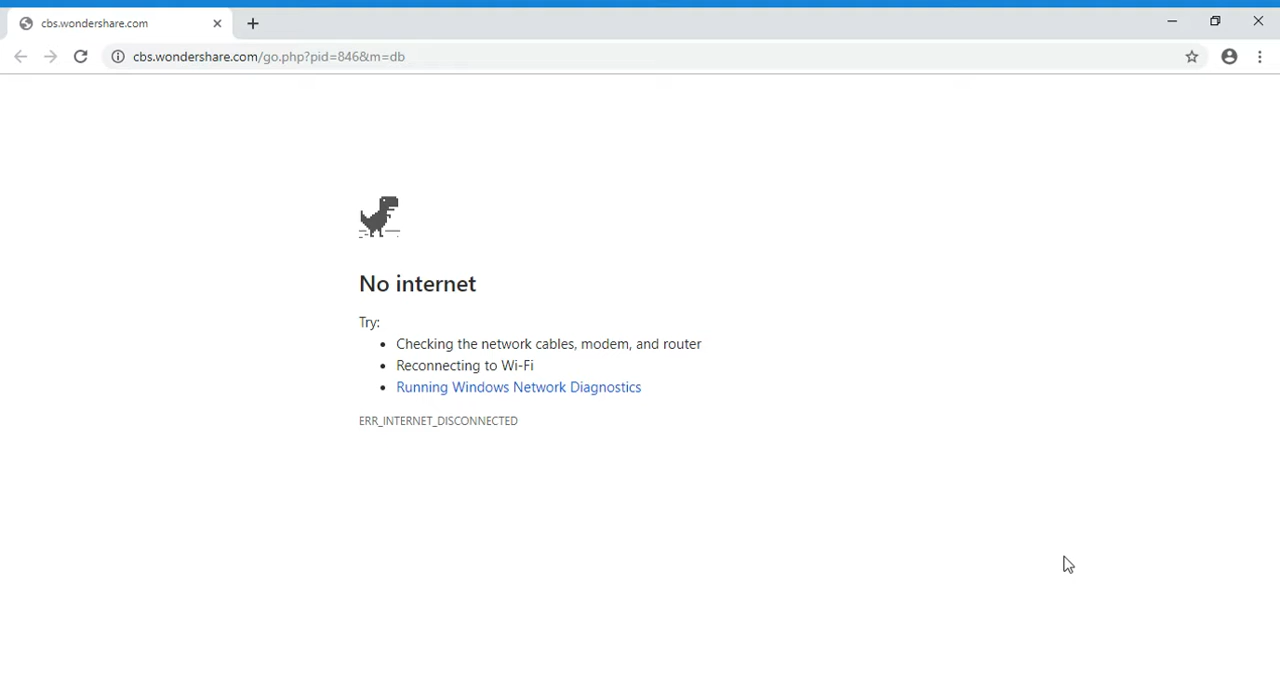 cbs.wondershare.com
cbs.wondershare.com/go.php?pid=846&m=db
No internet
Try:
Checking the network cables, modem, and router
Reconnecting to Wi-Fi
Running Windows Network Diagnostics
ERR_INTERNET_DISCONNECTED